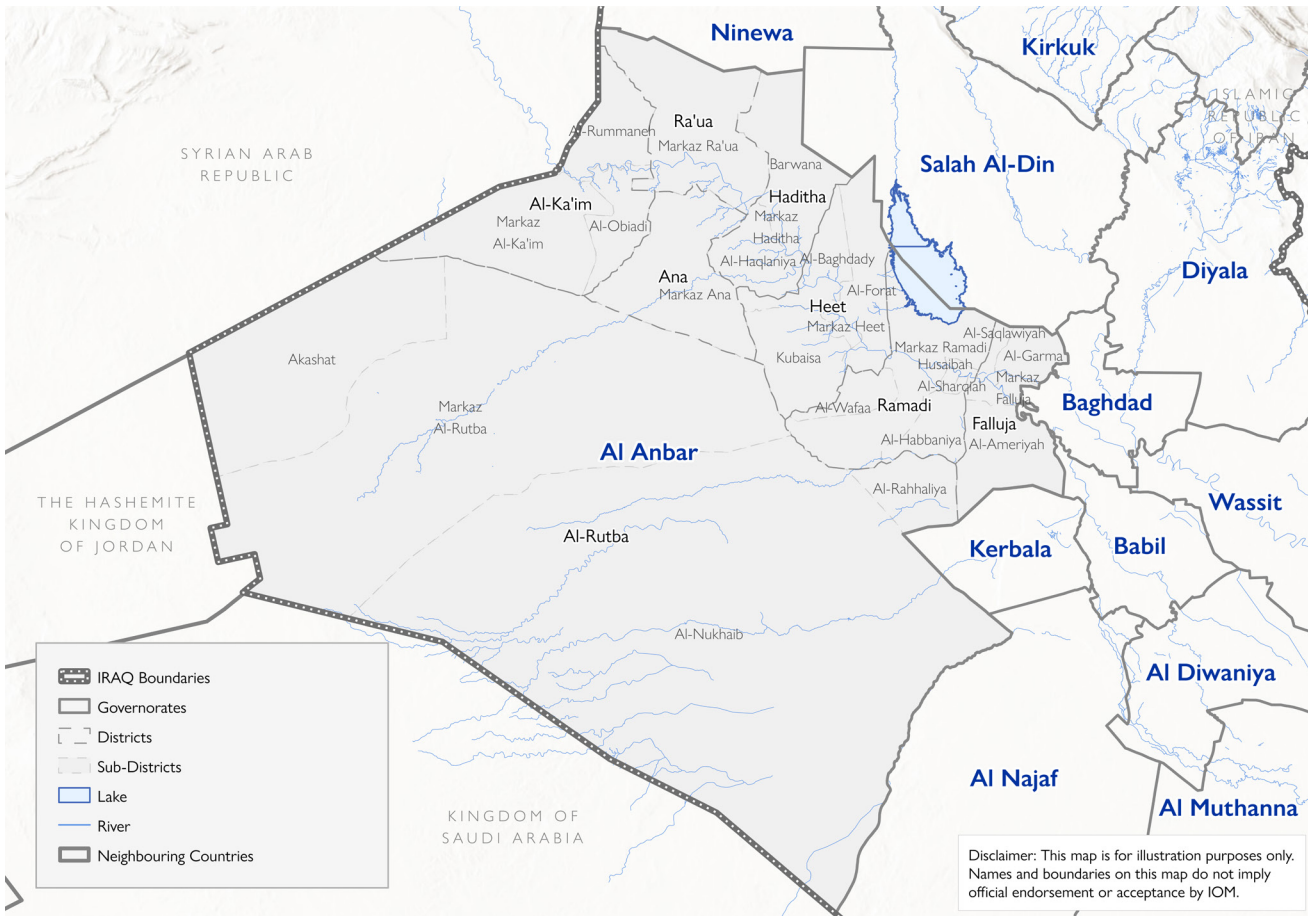 Ninewa
Kirkuk
ISLAMIC
REPUBLIC
OF IRAN
SYRIAN ARAB
REPUBLIC
Al-Rummaneh
Ra'ua
Markaz Ra'ua
Barwana
Salah Al-Din
Al-Ka'im
Markaz
Al-Ka'im
Al-Obiadi
Haditha
Markaz
Haditha
Al-Haqlaniya
Al-Baghdady
Diyala
Ana
Markaz Ana
Al-Forat
Heet
Markaz Heet
Kubaisa
Al-Saqlawiyah
Markaz Ramadi
Al-Garma
Husaibah
Al-Sharqiah
Markaz
Falluja
Akashat
Markaz
Al-Rutba
Al-Wafaa
Ramadi
Baghdad
Falluja
Al-Habbaniya
Al-Ameriyah
Al Anbar
Al-Rahhaliya
THE HASHEMITE
KINGDOM
OF JORDAN
Wassit
Al-Rutba
Kerbala
Babil
Al-Nukhaib
Al Diwaniya
Al Najaf
Al Muthanna
KINGDOM OF
SAUDI ARABIA
IRAQ Boundaries
Governorates
Districts
Sub-Districts
Lake
River
Neighbouring Countries
Disclaimer: This map is for illustration purposes only.
Names and boundaries on this map do not imply
official endorsement or acceptance by IOM.